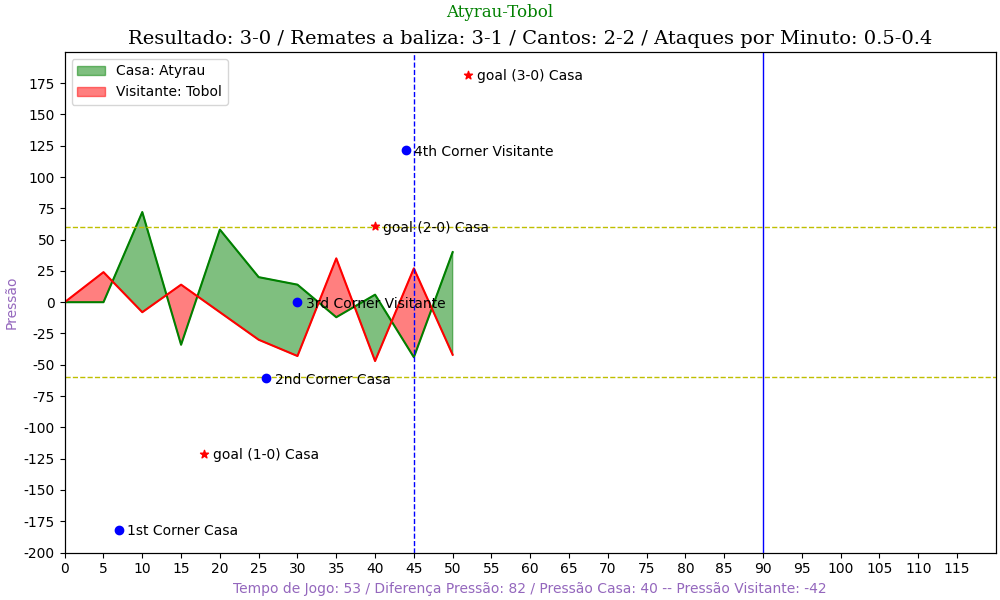 Atyrau-Tobol
Resultado: 3-0 / Remates a baliza: 3-1 / Cantos: 2-2 / Ataques por Minuto: 0.5-0.4
Casa: Atyrau
Visitante: Tobol
goal (3-0) Casa
4th Corner Visitante
goal (2-0) Casa
3rd Corner Visitante
2nd Corner Casa
goal (1-0) Casa
1st Corner Casa
Pressão
175
150
125
100
75
50
25
0
-25
-50
-75
-100
-125
-150
-175
-200
0 5 10 15 20 25 30 35 40 45 50 55 60 65 70 75 80 85 90 95 100 105 110 115
Tempo de Jogo: 53 / Diferença Pressão: 82 / Pressão Casa: 40 -- Pressão Visitante: -42